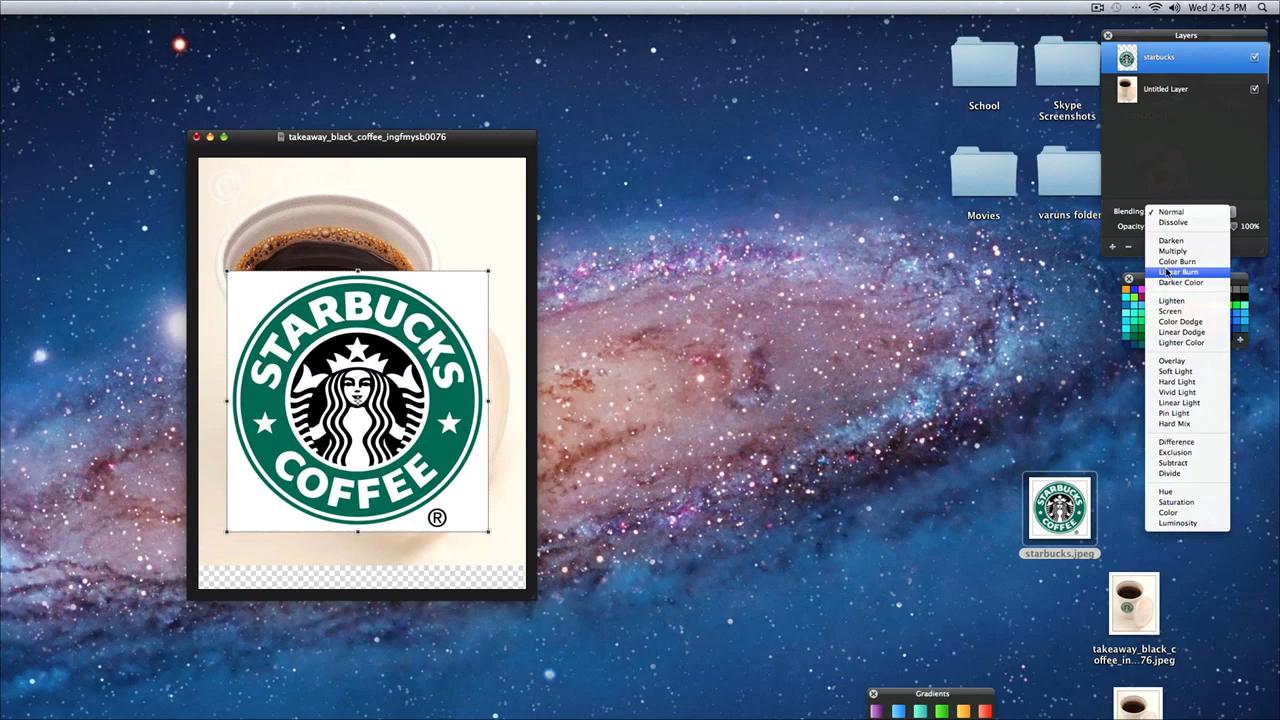 Wed 2:45 PM
School
Skype
Screenshots
Movies
varuns folder
Layers
starbucks
Untitled Layer
Blending
Opacity
100%
✓ Normal
Dissolve
Darken
Multiply
Color Burn
Linear Burn
Darker Color
Lighten
Screen
Color Dodge
Linear Dodge
Lighter Color
Overlay
Soft Light
Hard Light
Vivid Light
Linear Light
Pin Light
Hard Mix
Difference
Exclusion
Subtract
Divide
Hue
Saturation
Color
Luminosity
takeaway_black_coffee_ingfmysb0076
STARBUCKS
COFFEE
®
STARBUCKS
COFFEE
starbucks.jpeg
takeaway_black_c
offee_in...76.jpeg
Gradients